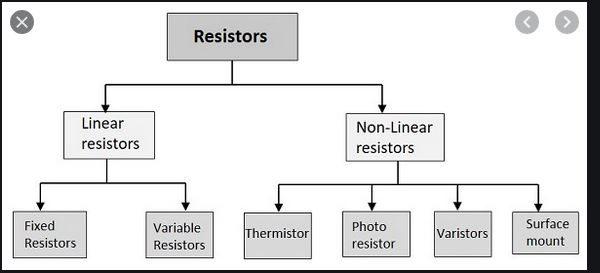 Resistors
Linear
resistors
Non-Linear
resistors
Fixed
Resistors
Variable
Resistors
Thermistor
Photo
resistor
Varistors
Surface
mount